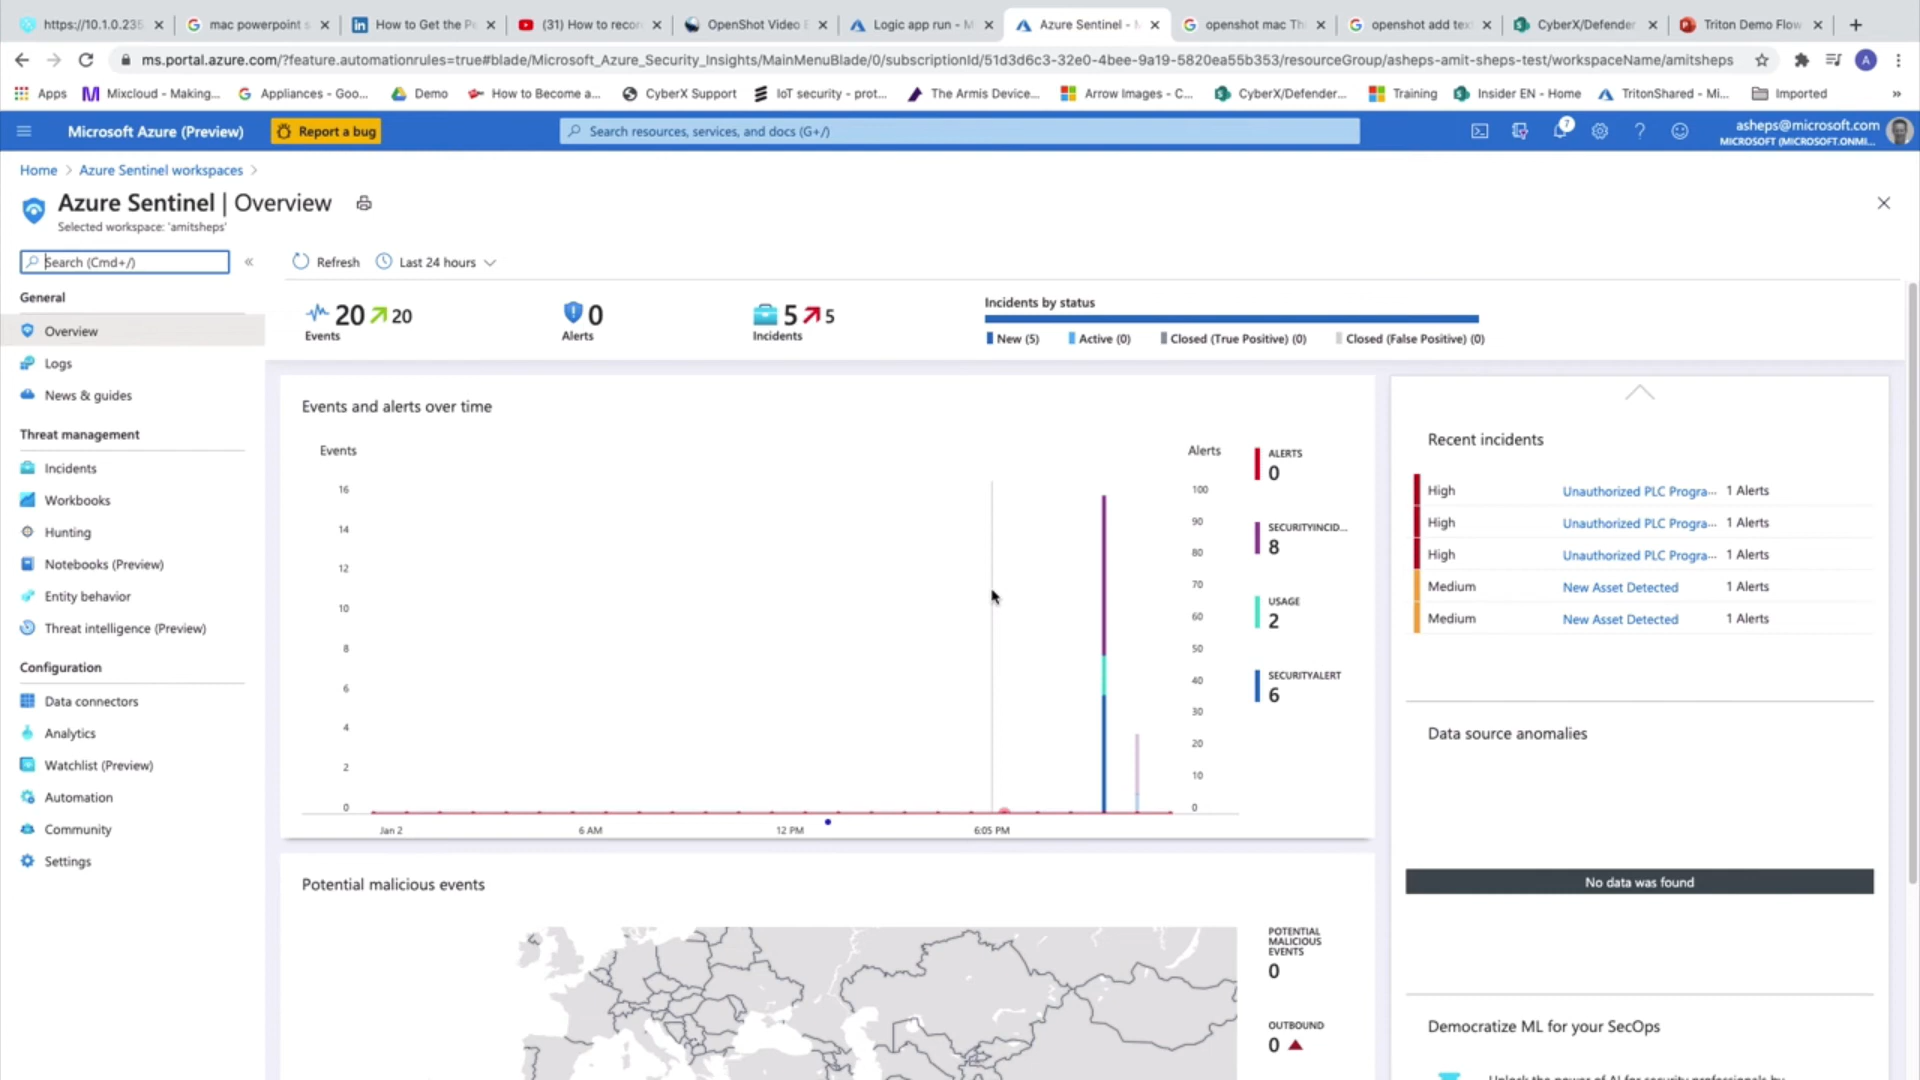 https://10.1.0.235
mac powerpoint s
How to Get the Pe
(31) How to recor
OpenShot Video E
Logic app run - M
Azure Sentinel - M
openshot mac Th
openshot add tex
CyberX/Defender
Triton Demo Flow
ms.portal.azure.com/?feature.automationrules=true#blade/Microsoft_Azure_Security_Insights/MainMenuBlade/0/subscriptionId/51d3d6c3-32e0-4bee-9a19-5820ea55b353/resourceGroup/asheps-amit-sheps-test/workspaceName/amitsheps
A
Apps
Mixcloud - Making...
Appliances - Goo...
Demo
How to Become a...
CyberX Support
IoT security - prot...
The Armis Device...
Arrow Images - C...
CyberX/Defender...
Training
Insider EN - Home
TritonShared - Mi...
Imported
»
Microsoft Azure (Preview)
Report a bug
Search resources, services, and docs (G+/)
7
asheps@microsoft.com
MICROSOFT (MICROSOFT.ONMI...
Home > Azure Sentinel workspaces >
Azure Sentinel | Overview
Selected workspace: 'amitsheps'
Search (Cmd+/)
«
Refresh
Last 24 hours
General
Overview
Logs
News & guides
Threat management
Incidents
Workbooks
Hunting
Notebooks (Preview)
Entity behavior
Threat intelligence (Preview)
Configuration
Data connectors
Analytics
Watchlist (Preview)
Automation
Community
Settings
20 20
Events
0
Alerts
5 5
Incidents
Incidents by status
New (5)
Active (0)
Closed (True Positive) (0)
Closed (False Positive) (0)
Events and alerts over time
Events
Alerts
16
14
12
10
8
6
4
2
0
100
90
80
70
60
50
40
30
20
10
0
Jan 2
6 AM
12 PM
6:05 PM
ALERTS
0
SECURITYINCID...
8
USAGE
2
SECURITYALERT
6
Potential malicious events
POTENTIAL
MALICIOUS
EVENTS
0
OUTBOUND
0
Recent incidents
High Unauthorized PLC Progra... 1 Alerts
High Unauthorized PLC Progra... 1 Alerts
High Unauthorized PLC Progra... 1 Alerts
Medium New Asset Detected 1 Alerts
Medium New Asset Detected 1 Alerts
Data source anomalies
No data was found
Democratize ML for your SecOps
Unlock the power of AI for security professionals by